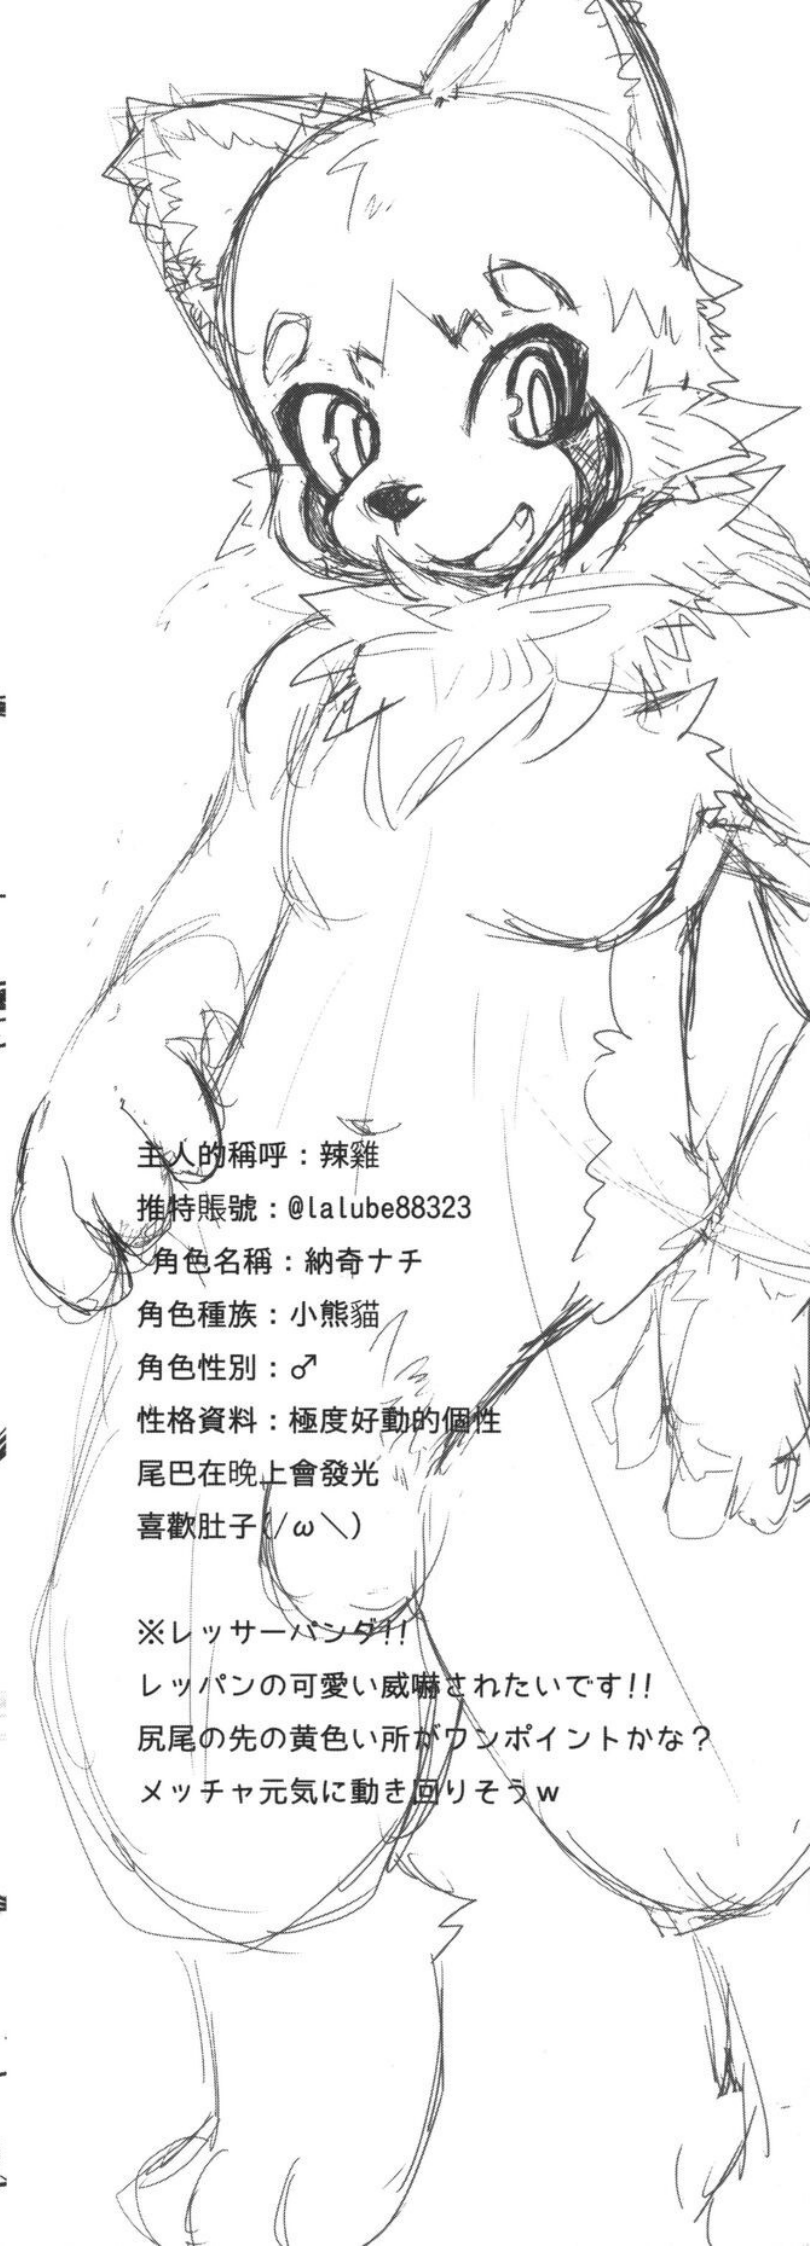 主人的稱呼：辣雞
推特賬號：@lalube88323
角色名稱：納奇ナチ
角色種族：小熊貓
角色性別：♂
性格資料：極度好動的個性
尾巴在晚上會發光
喜歡肚子(/ω＼)
※レッサーパンダ!!
レッパンの可愛い威嚇されたいです!!
尻尾の先の黄色い所がワンポイントかな？
メッチャ元気に動き回りそうｗ